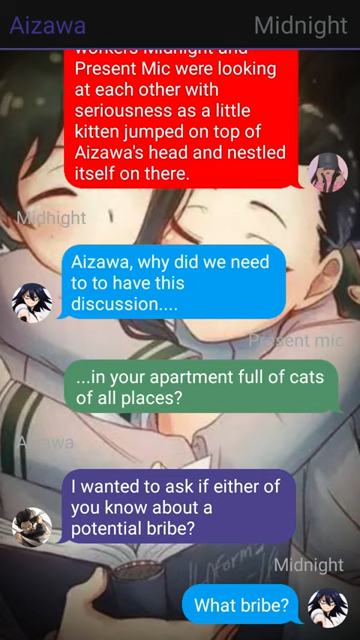 Aizawa Midnight
workers Midnight and
Present Mic were looking
at each other with
seriousness as a little
kitten jumped on top of
Aizawa's head and nestled
itself on there.
Midnight
Aizawa, why did we need
to to have this
discussion....
Present mic
...in your apartment full of cats
of all places?
Aizawa
I wanted to ask if either of
you know about a
potential bribe?
Midnight
What bribe?